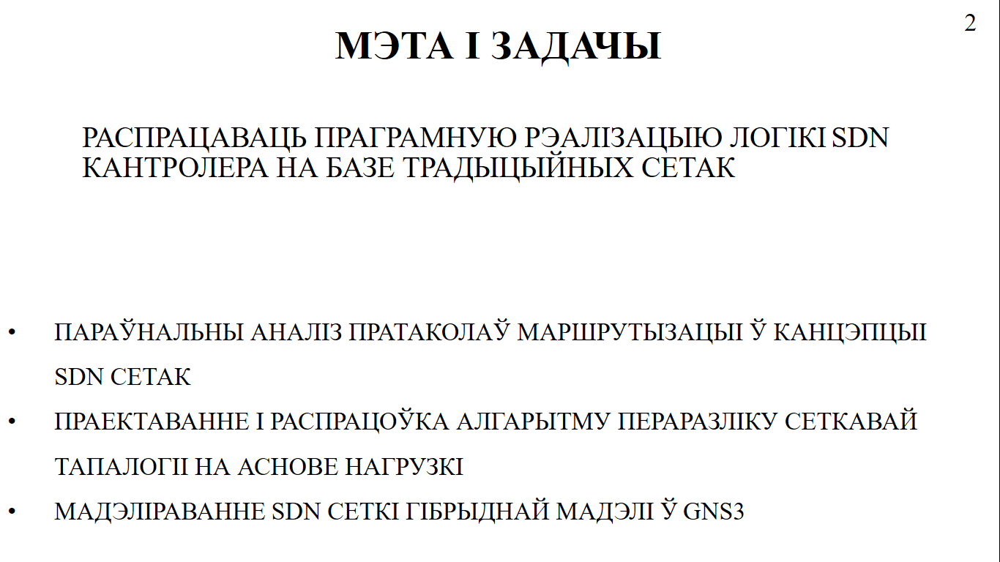 2
МЭТА І ЗАДАЧЫ
РАСПРАЦАВАЦЬ ПРАГРАМНУЮ РЭАЛІЗАЦЫЮ ЛОГІКІ SDN
КАНТРОЛЕРА НА БАЗЕ ТРАДЫЦЫЙНЫХ СЕТАК
• ПАРАЎНАЛЬНЫ АНАЛІЗ ПРАТАКОЛАЎ МАРШРУТЫЗАЦЫІ Ў КАНЦЭПЦЫІ
SDN СЕТАК
• ПРАЕКТАВАННЕ І РАСПРАЦОЎКА АЛГАРЫТМУ ПЕРАРАЗЛІКУ СЕТКАВАЙ
ТАПАЛОГІІ НА АСНОВЕ НАГРУЗКІ
• МАДЭЛІРАВАННЕ SDN СЕТКІ ГІБРЫДНАЙ МАДЭЛІ Ў GNS3